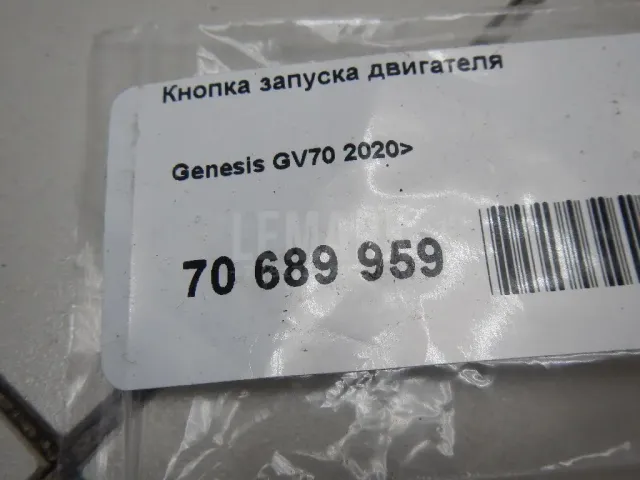 Кнопка запуска двигателя
Genesis GV70 2020>
70 689 959